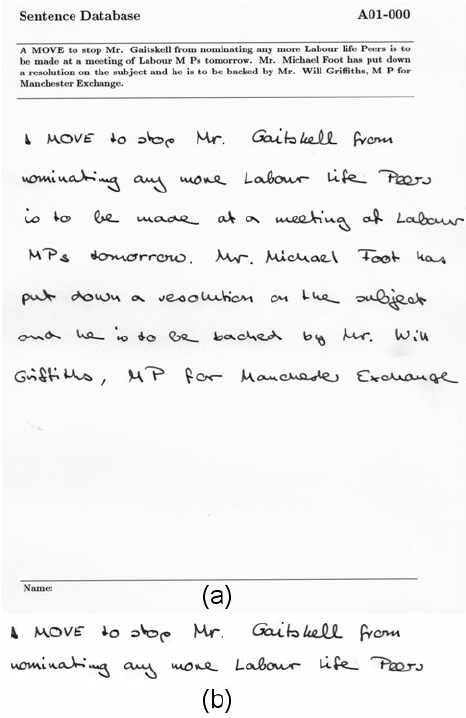 Sentence Database A01-000
A MOVE to stop Mr. Gaitskell from nominating any more Labour life Peers is to
be made at a meeting of Labour M Ps tomorrow. Mr. Michael Foot has put down
a resolution on the subject and he is to be backed by Mr. Will Griffiths, M P for
Manchester Exchange.
A MOVE to stop Mr. Gaitskell from
nominating any more Labour life Peers
is to be made at a meeting of Labour
MPs tomorrow. Mr. Michael Foot has
put down a resolution on the subject
and he is to be backed by Mr. Will
Griffiths, MP for Manchester Exchange
Name:
(a)
A MOVE to stop Mr. Gaitskell from
nominating any more Labour life Peers
(b)